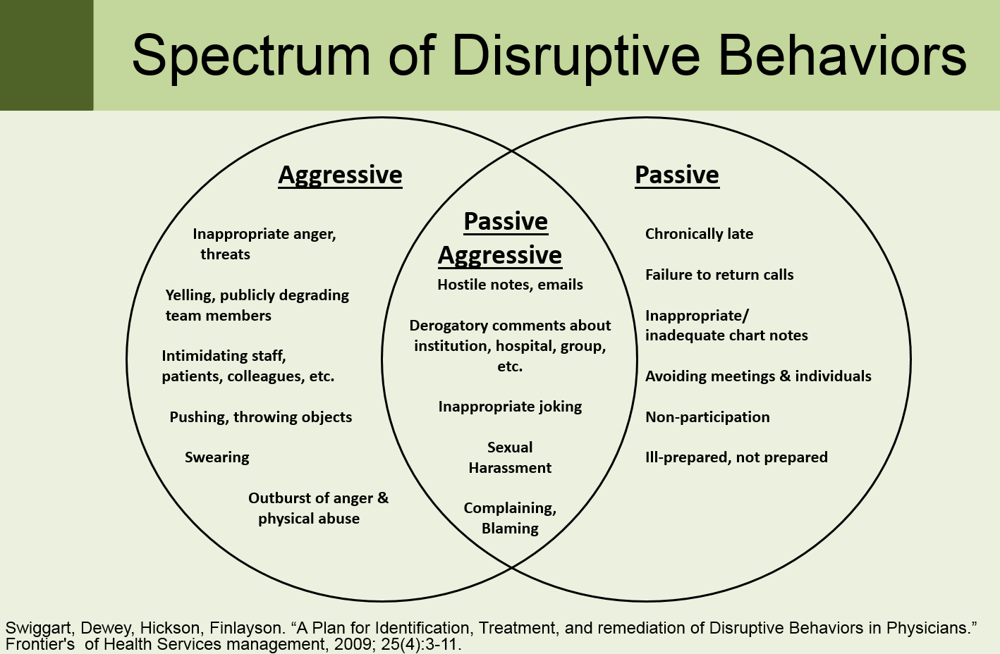 Spectrum of Disruptive Behaviors
Aggressive
Inappropriate anger,
threats
Yelling, publicly degrading
team members
Intimidating staff,
patients, colleagues, etc.
Pushing, throwing objects
Swearing
Outburst of anger &
physical abuse
Passive
Aggressive
Hostile notes, emails
Derogatory comments about
institution, hospital, group,
etc.
Inappropriate joking
Sexual
Harassment
Complaining,
Blaming
Passive
Chronically late
Failure to return calls
Inappropriate/
inadequate chart notes
Avoiding meetings & individuals
Non-participation
Ill-prepared, not prepared
Swiggart, Dewey, Hickson, Finlayson. “A Plan for Identification, Treatment, and remediation of Disruptive Behaviors in Physicians.”
Frontier's  of Health Services management, 2009; 25(4):3-11.